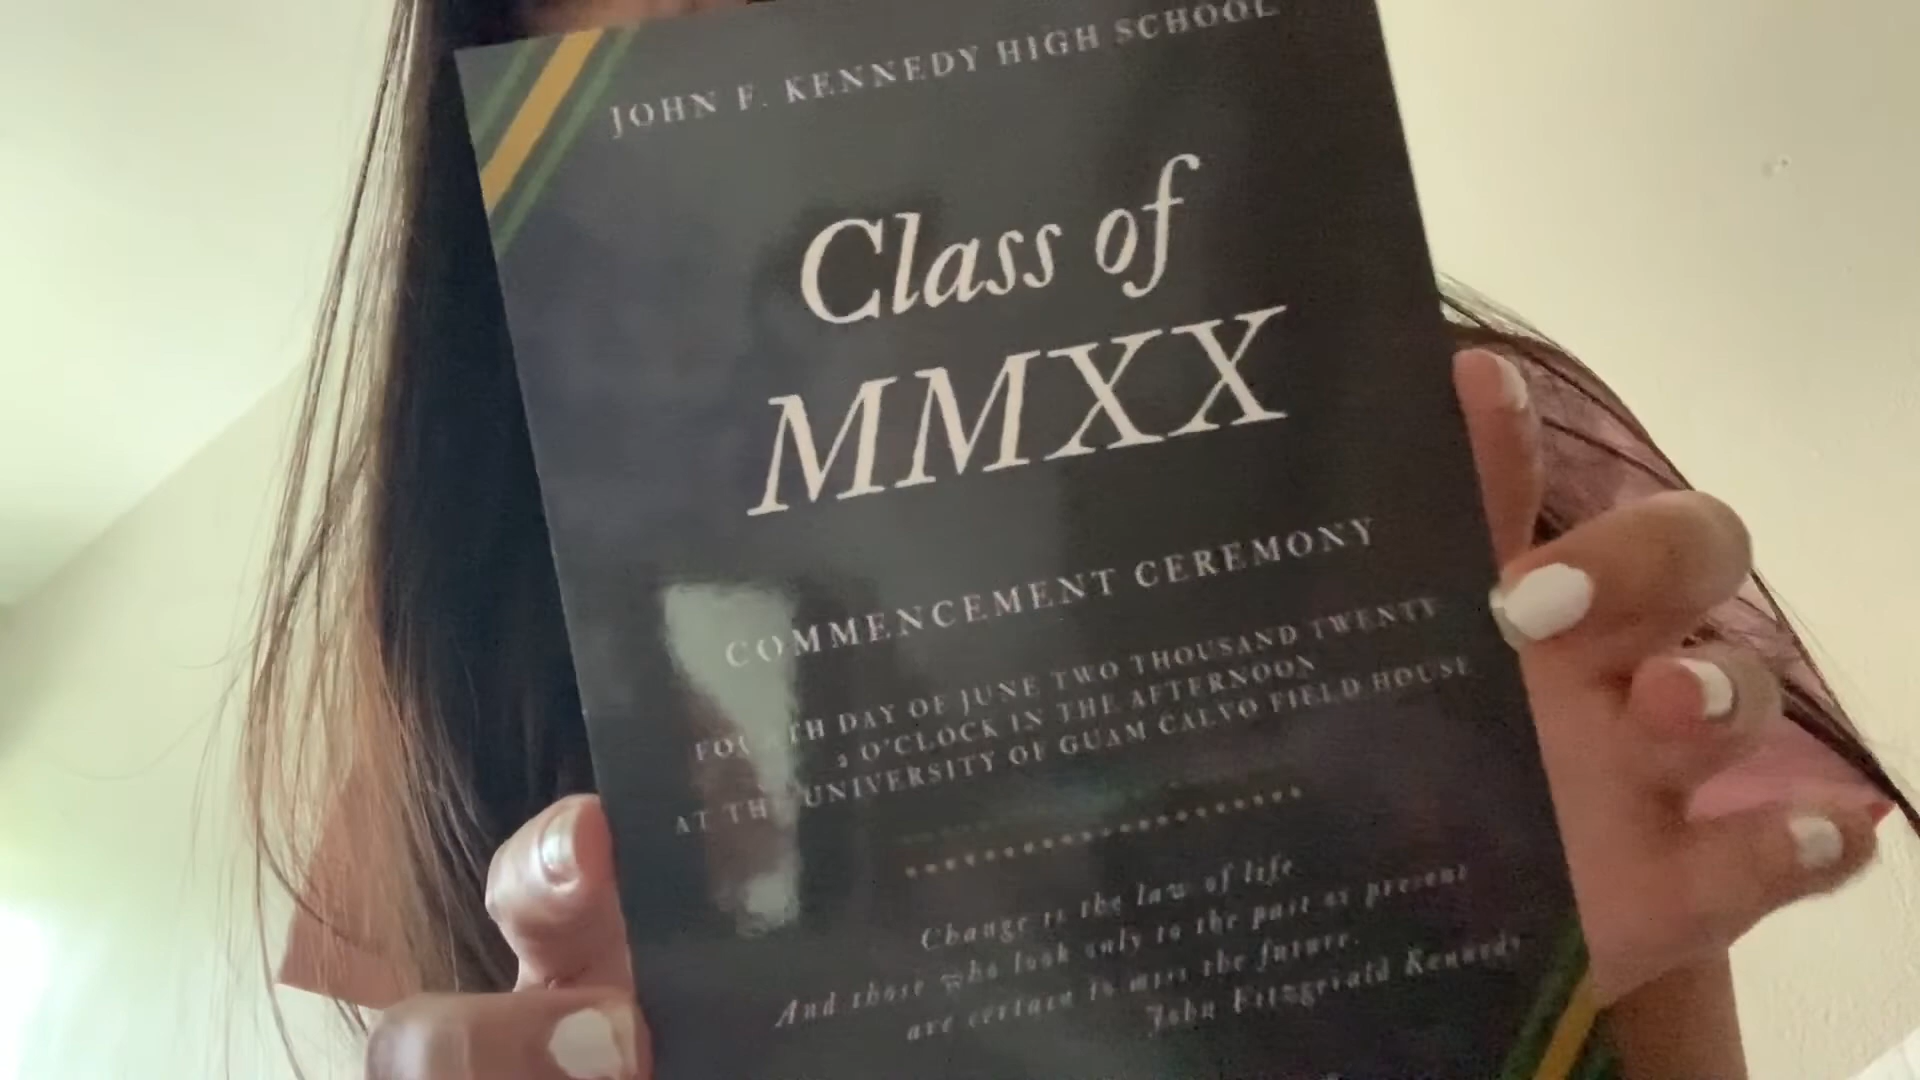 JOHN F. KENNEDY HIGH SCHOOL
Class of
MMXX
COMMENCEMENT CEREMONY
FOURTH DAY OF JUNE TWO THOUSAND TWENTY
2 O'CLOCK IN THE AFTERNOON
AT THE UNIVERSITY OF GUAM CALVO FIELD HOUSE
Change is the law of life
And those who look only to the past or present
are certain to miss the future.
John Fitzgerald Kennedy